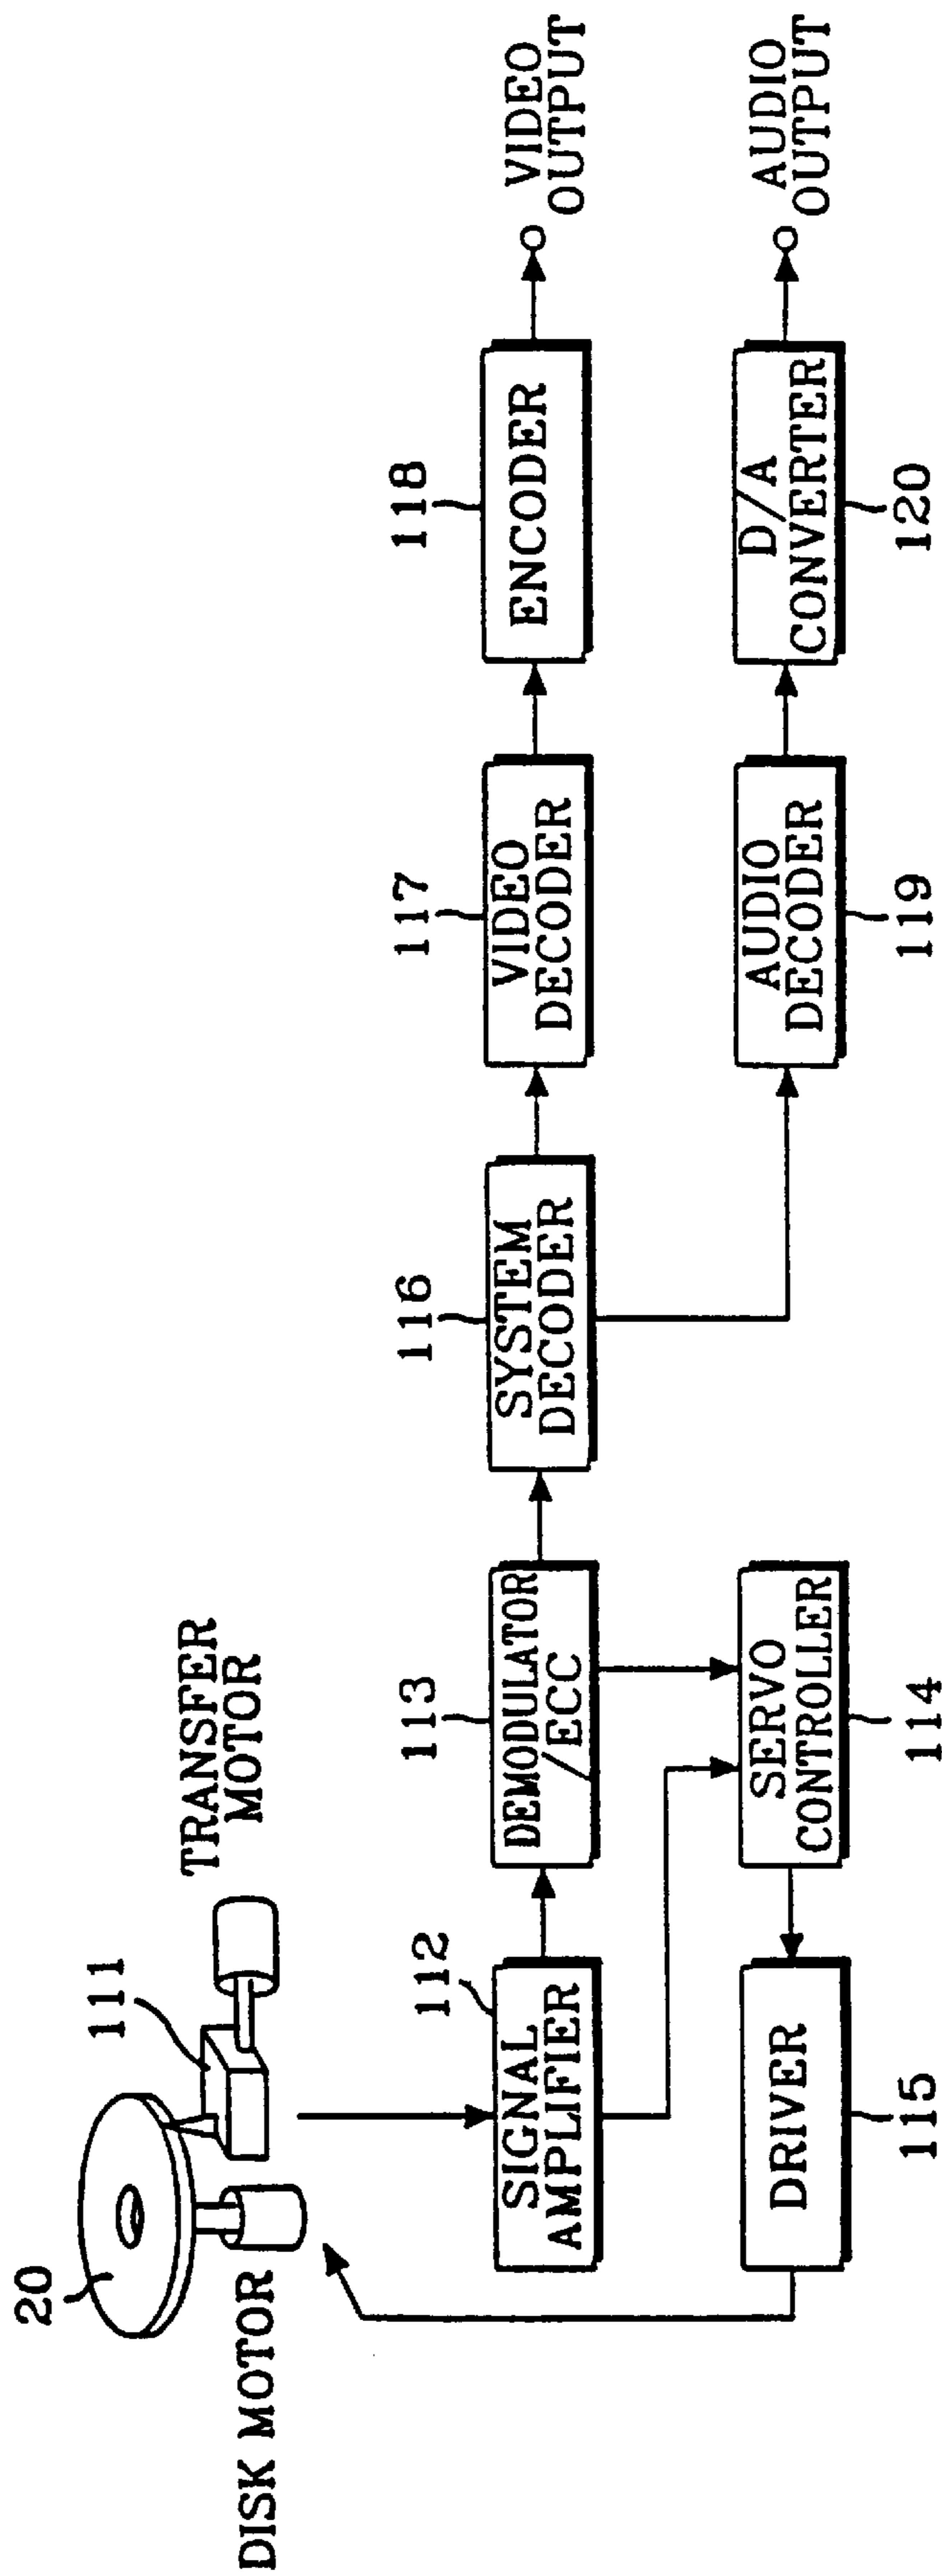 20
111
TRANSFER
MOTOR
DISK MOTOR
112
SIGNAL
AMPLIFIER
113
DEMODULATOR
/ECC
116
SYSTEM
DECODER
117
VIDEO
DECODER
118
ENCODER
VIDEO
OUTPUT
DRIVER
115
SERVO
CONTROLLER
114
AUDIO
DECODER
119
D/A
CONVERTER
120
AUDIO
OUTPUT